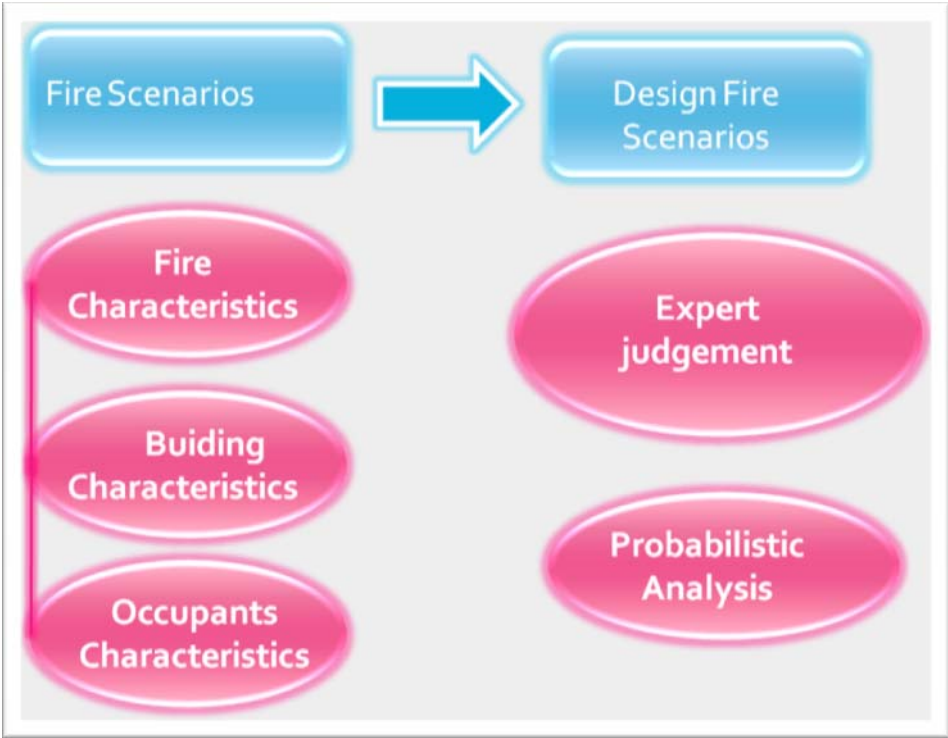 Fire Scenarios
Design Fire
Scenarios
Fire
Characteristics
Buiding
Characteristics
Occupants
Characteristics
Expert
judgement
Probabilistic
Analysis